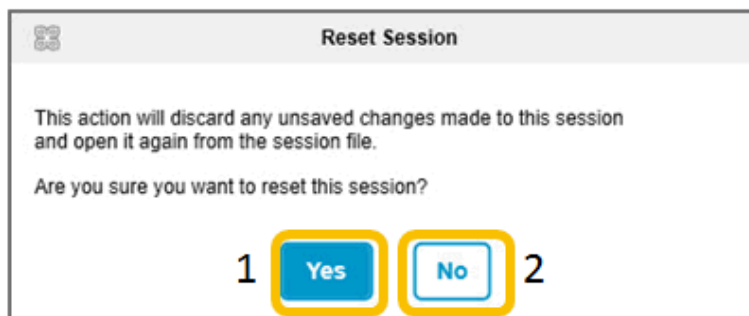 Reset Session
This action will discard any unsaved changes made to this session
and open it again from the session file.
Are you sure you want to reset this session?
1 Yes No 2